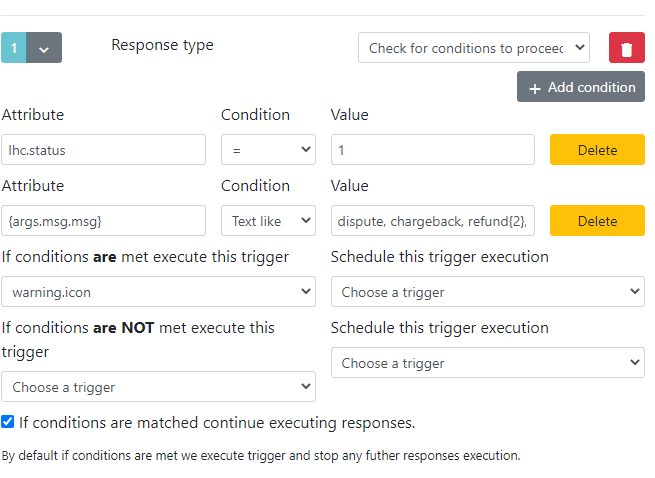 1
Response type
Check for conditions to proceed
+ Add condition
Attribute Condition Value
lhc.status = 1 Delete
Attribute Condition Value
{args.msg.msg} Text like dispute, chargeback, refund{2}, Delete
If conditions are met execute this trigger
Schedule this trigger execution
warning.icon
Choose a trigger
If conditions are NOT met execute this
trigger
Schedule this trigger execution
Choose a trigger
Choose a trigger
If conditions are matched continue executing responses.
By default if conditions are met we execute trigger and stop any futher responses execution.